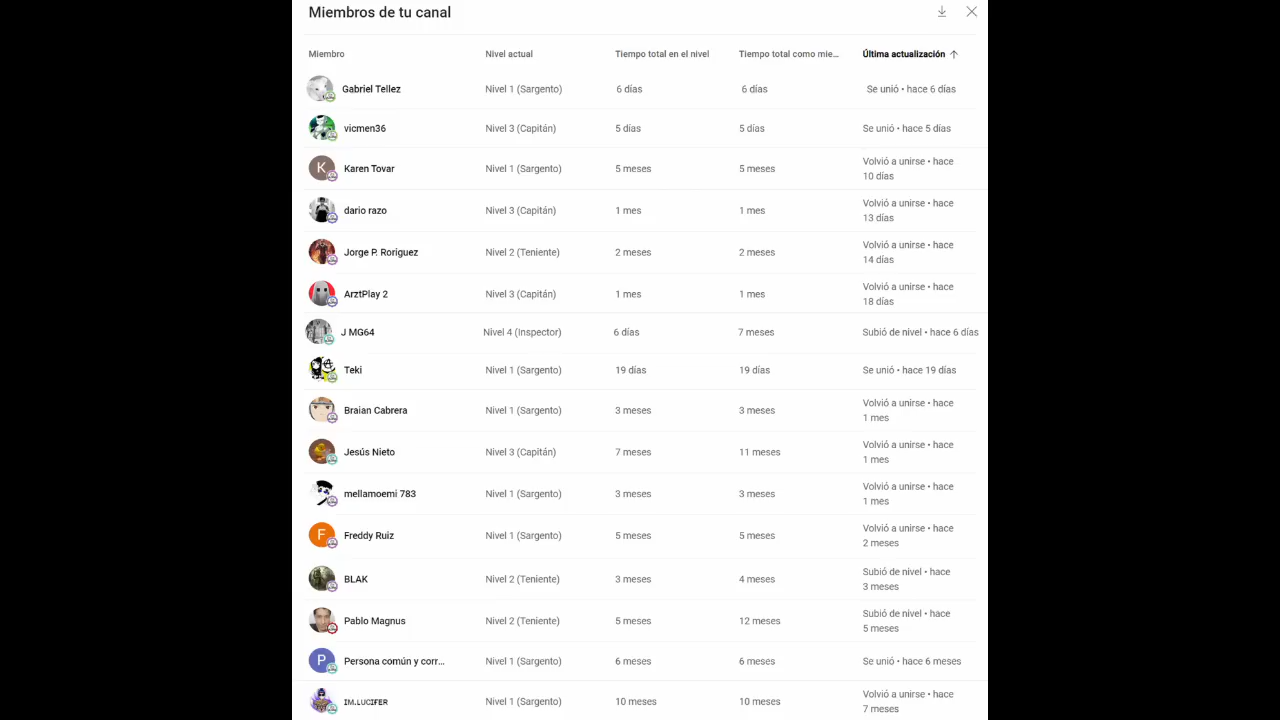 Miembros de tu canal
Miembro Nivel actual Tiempo total en el nivel Tiempo total como mie... Última actualización
Gabriel Tellez Nivel 1 (Sargento) 6 días 6 días Se unió • hace 6 días
vicmen36 Nivel 3 (Capitán) 5 días 5 días Se unió • hace 5 días
K Karen Tovar Nivel 1 (Sargento) 5 meses 5 meses Volvió a unirse • hace
10 días
dario razo Nivel 3 (Capitán) 1 mes 1 mes Volvió a unirse • hace
13 días
Jorge P. Roríguez Nivel 2 (Teniente) 2 meses 2 meses Volvió a unirse • hace
14 días
ArztPlay 2 Nivel 3 (Capitán) 1 mes 1 mes Volvió a unirse • hace
18 días
J MG64 Nivel 4 (Inspector) 6 días 7 meses Subió de nivel • hace 6 días
Teki Nivel 1 (Sargento) 19 días 19 días Se unió • hace 19 días
Braian Cabrera Nivel 1 (Sargento) 3 meses 3 meses Volvió a unirse • hace
1 mes
Jesús Nieto Nivel 3 (Capitán) 7 meses 11 meses Volvió a unirse • hace
1 mes
mellamoemi 783 Nivel 1 (Sargento) 3 meses 3 meses Volvió a unirse • hace
1 mes
F Freddy Ruiz Nivel 1 (Sargento) 5 meses 5 meses Volvió a unirse • hace
2 meses
BLAK Nivel 2 (Teniente) 3 meses 4 meses Subió de nivel • hace
3 meses
Pablo Magnus Nivel 2 (Teniente) 5 meses 12 meses Subió de nivel • hace
5 meses
P Persona común y corr... Nivel 1 (Sargento) 6 meses 6 meses Se unió • hace 6 meses
IM.LUCIFER Nivel 1 (Sargento) 10 meses 10 meses Volvió a unirse • hace
7 meses